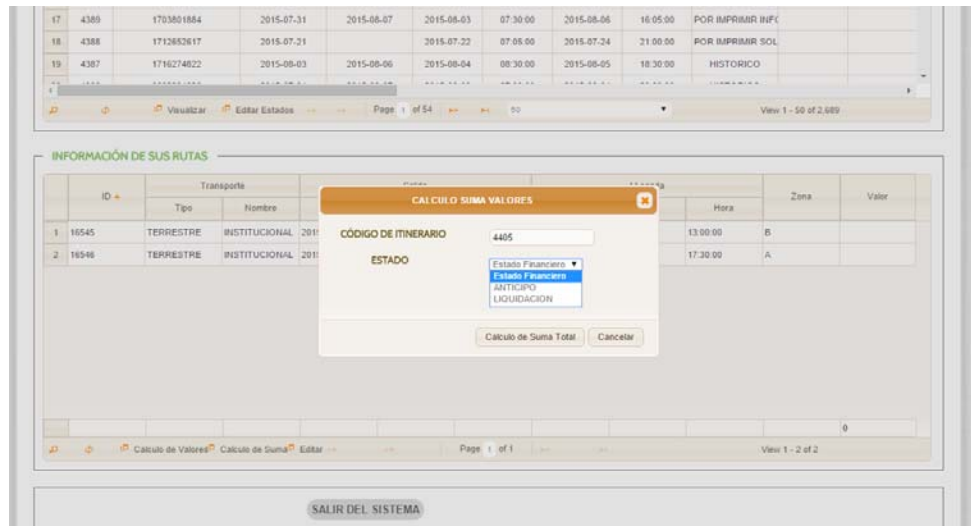 17 4389 1703801884 2015-07-31 2015-08-07 2015-08-03 07:30:00 2015-08-06 16:05:00 POR IMPRIMIR INFO
18 4388 1712652617 2015-07-21 2015-07-22 07:05:00 2015-07-24 21:00:00 POR IMPRIMIR SOL
19 4387 1716274822 2015-08-03 2015-08-06 2015-08-04 08:30:00 2015-08-05 18:30:00 HISTORICO
Visualizar Editar Estados Page 1 of 54 50 View 1 - 50 of 2,689
INFORMACIÓN DE SUS RUTAS
ID Transporte Zona Valor
Tipo Nombre Hora
1 16545 TERRESTRE INSTITUCIONAL 201 13:00:00 B
2 16546 TERRESTRE INSTITUCIONAL 201 17:30:00 A
CALCULO SUMA VALORES
CÓDIGO DE ITINERARIO 4405
ESTADO Estado Financiero
Estado Financiero
ANTICIPO
LIQUIDACION
Calculo de Suma Total Cancelar
0
Calculo de Valores Calculo de Suma Editar Page 1 of 1 View 1 - 2 of 2
SALIR DEL SISTEMA